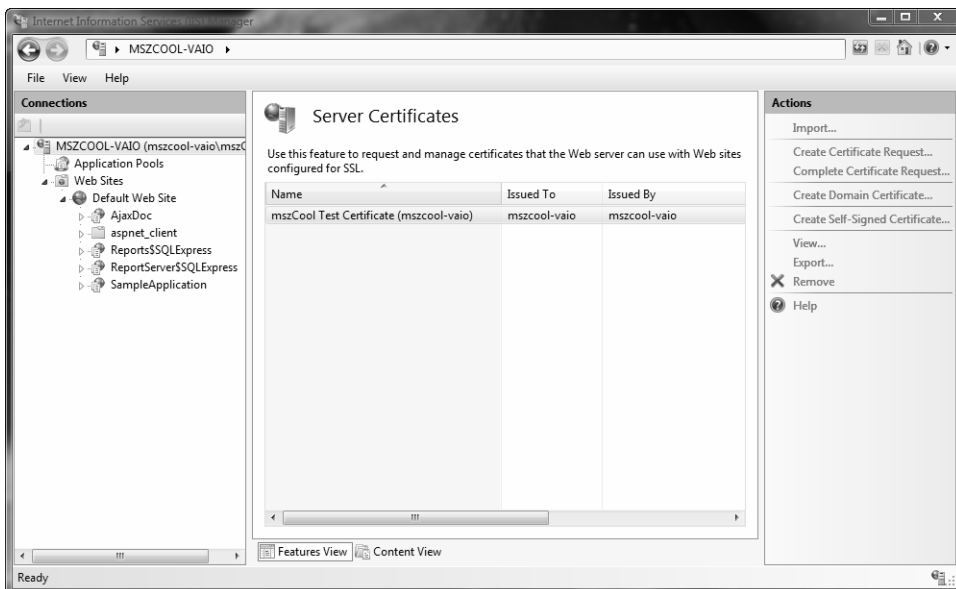 Internet Information Services (IIS) Manager
MSZCOOL-VAIO
File View Help
Connections
MSZCOOL-VAIO (mszcool-vaio\mszC
Application Pools
Web Sites
Default Web Site
AjaxDoc
aspnet_client
Reports$SQLExpress
ReportServer$SQLExpress
SampleApplication
Server Certificates
Use this feature to request and manage certificates that the Web server can use with Web sites
configured for SSL.
Name Issued To Issued By
mszCool Test Certificate (mszcool-vaio) mszcool-vaio mszcool-vaio
Features View Content View
Actions
Import...
Create Certificate Request...
Complete Certificate Request...
Create Domain Certificate...
Create Self-Signed Certificate...
View...
Export...
Remove
Help
Ready